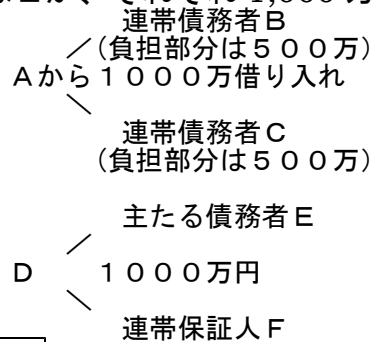 連帯債務者B
／(負担部分は５００万)
Aから１０００万借り入れ
＼
連帯債務者C
(負担部分は５００万)
主たる債務者E
／
D １０００万円
＼
連帯保証人F